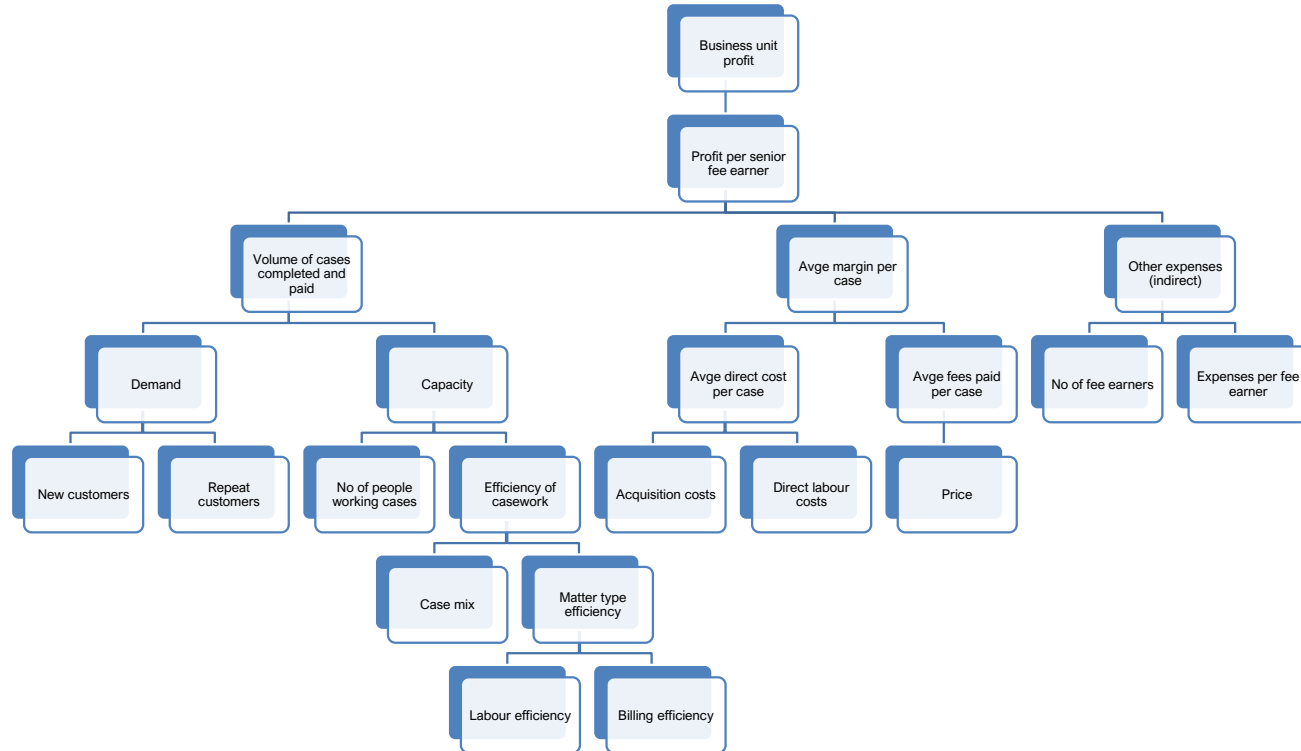 Business unit
profit
Profit per senior
fee earner
Volume of cases
completed and
paid
Avge margin per
case
Other expenses
(indirect)
Demand
Capacity
Avge direct cost
per case
Avge fees paid
per case
No of fee earners
Expenses per fee
earner
New customers
Repeat
customers
No of people
working cases
Efficiency of
casework
Acquisition costs
Direct labour
costs
Price
Case mix
Matter type
efficiency
Labour efficiency
Billing efficiency